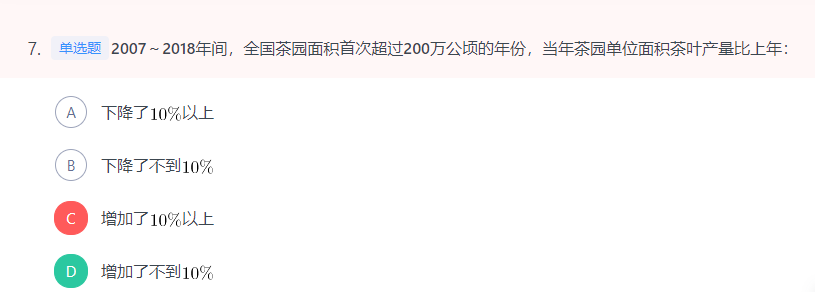 7. 单选题 2007～2018年间，全国茶园面积首次超过200万公顷的年份，当年茶园单位面积茶叶产量比上年：
A 下降了10%以上
B 下降了不到10%
C 增加了10%以上
D 增加了不到10%